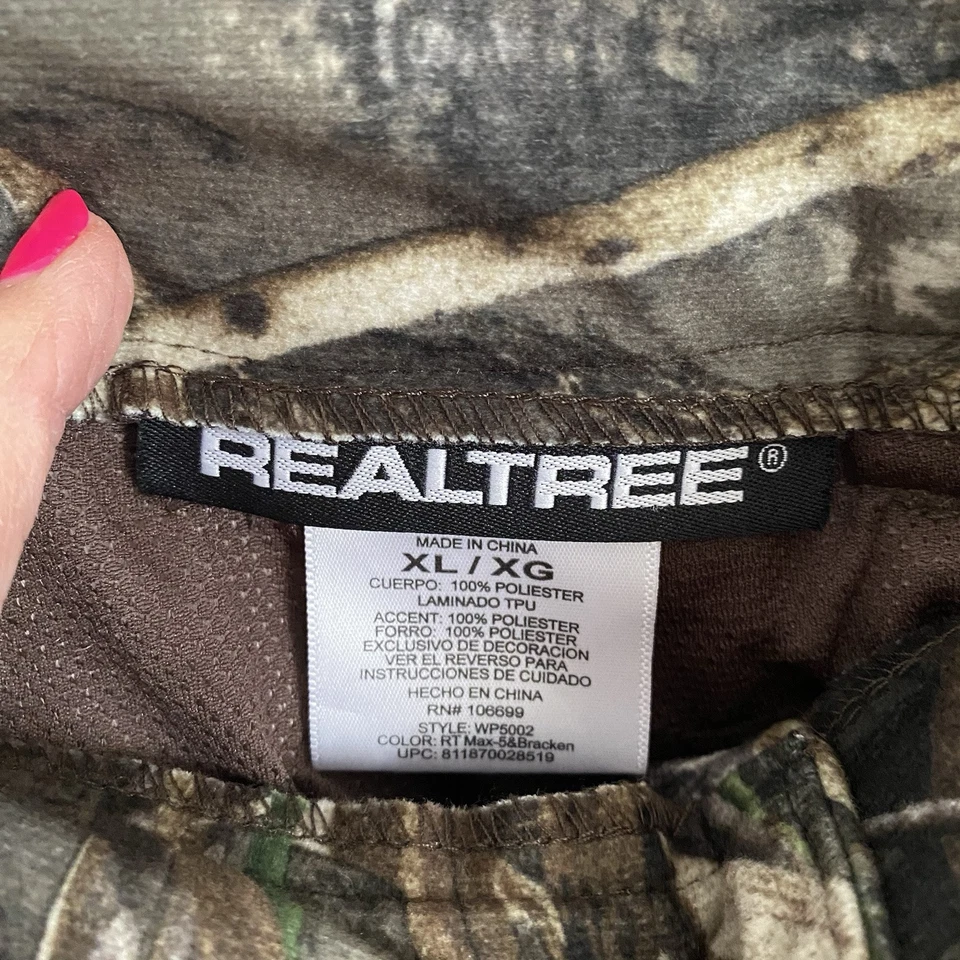 REALTREE®
MADE IN CHINA
XL / XG
CUERPO: 100% POLIESTER
LAMINADO TPU
ACCENT: 100% POLIESTER
FORRO: 100% POLIESTER
EXCLUSIVO DE DECORACIÓN
VER EL REVERSO PARA
INSTRUCCIONES DE CUIDADO
HECHO EN CHINA
RN# 106699
STYLE: WP5002
COLOR: RT Max-5&Bracken
UPC: 811870028519